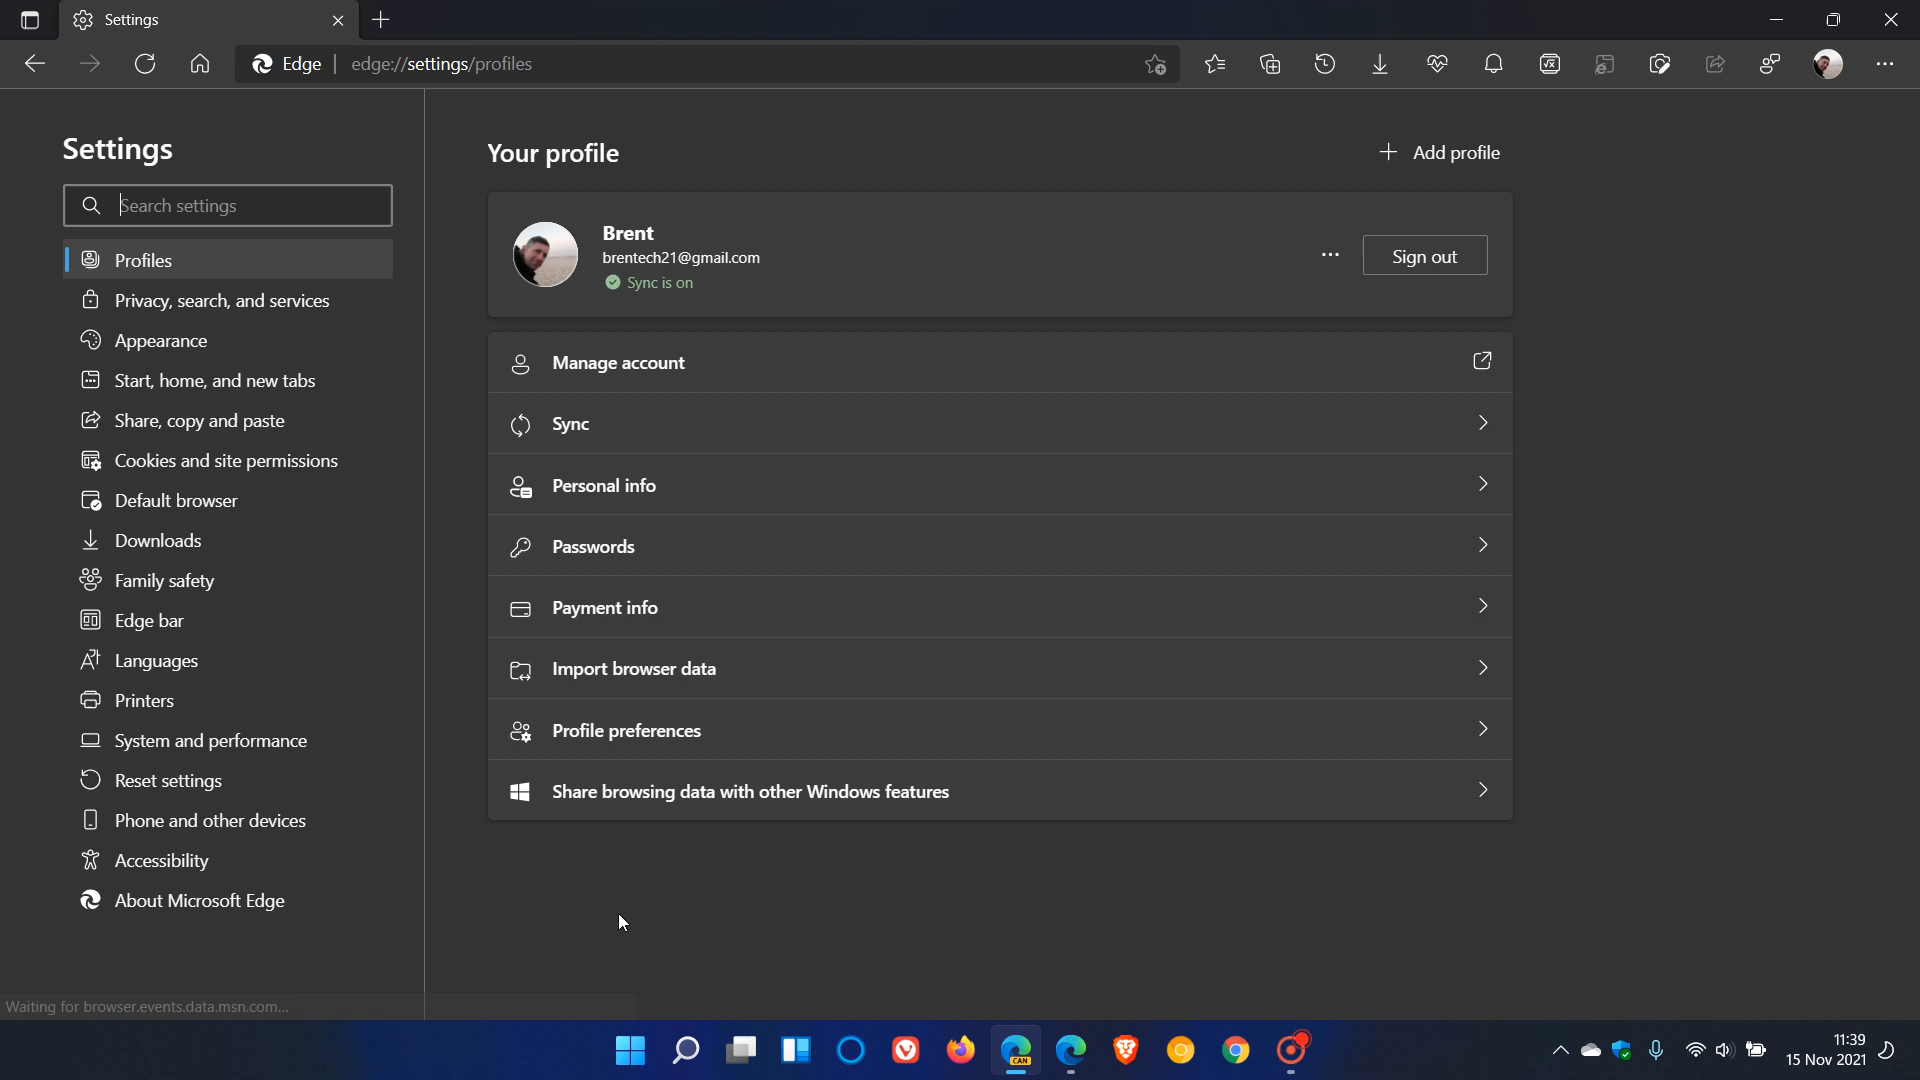 Settings
Edge
edge://settings/profiles
Settings
Search settings
Profiles
Privacy, search, and services
Appearance
Start, home, and new tabs
Share, copy and paste
Cookies and site permissions
Default browser
Downloads
Family safety
Edge bar
Languages
Printers
System and performance
Reset settings
Phone and other devices
Accessibility
About Microsoft Edge
Your profile
Add profile
Brent
brentech21@gmail.com
Sync is on
Sign out
Manage account
Sync
Personal info
Passwords
Payment info
Import browser data
Profile preferences
Share browsing data with other Windows features
Waiting for browser.events.data.msn.com...
CAN
11:39
15 Nov 2021